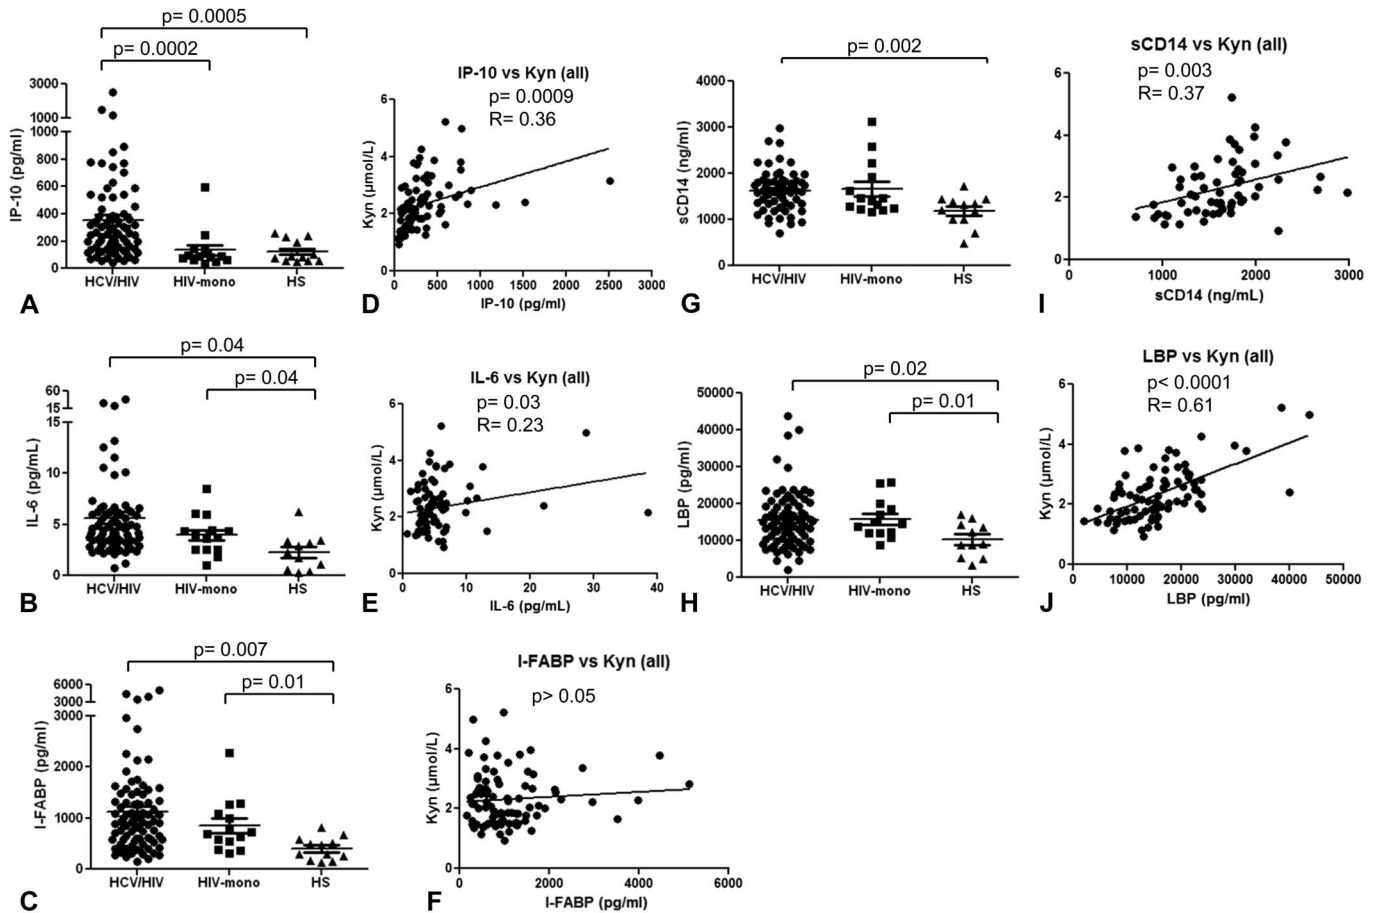 p= 0.0005
p= 0.0002
3000
1000
1000
800
600
400
200
0
IP-10 (pg/ml)
HCV/HIV HIV-mono HS
A
IP-10 vs Kyn (all)
p= 0.0009
R= 0.36
6
4
2
0
Kyn (µmol/L)
0 500 1000 1500 2000 2500 3000
IP-10 (pg/ml)
D
p= 0.002
4000
3000
2000
1000
0
sCD14 (ng/ml)
HCV/HIV HIV-mono HS
G
sCD14 vs Kyn (all)
p= 0.003
R= 0.37
6
4
2
0
Kyn (µmol/L)
0 1000 2000 3000
sCD14 (ng/mL)
I
p= 0.04
p= 0.04
60
15
15
10
5
0
IL-6 (pg/mL)
HCV/HIV HIV-mono HS
B
IL-6 vs Kyn (all)
p= 0.03
R= 0.23
6
4
2
0
Kyn (µmol/L)
0 10 20 30 40
IL-6 (pg/mL)
E
p= 0.02
p= 0.01
50000
40000
30000
20000
10000
0
LBP (pg/ml)
HCV/HIV HIV-mono HS
H
LBP vs Kyn (all)
p< 0.0001
R= 0.61
6
4
2
0
Kyn (µmol/L)
0 10000 20000 30000 40000 50000
LBP (pg/ml)
J
p= 0.007
p= 0.01
6000
3000
3000
2000
1000
0
I-FABP (pg/ml)
HCV/HIV HIV-mono HS
C
I-FABP vs Kyn (all)
p> 0.05
6
4
2
0
Kyn (µmol/L)
0 2000 4000 6000
I-FABP (pg/ml)
F